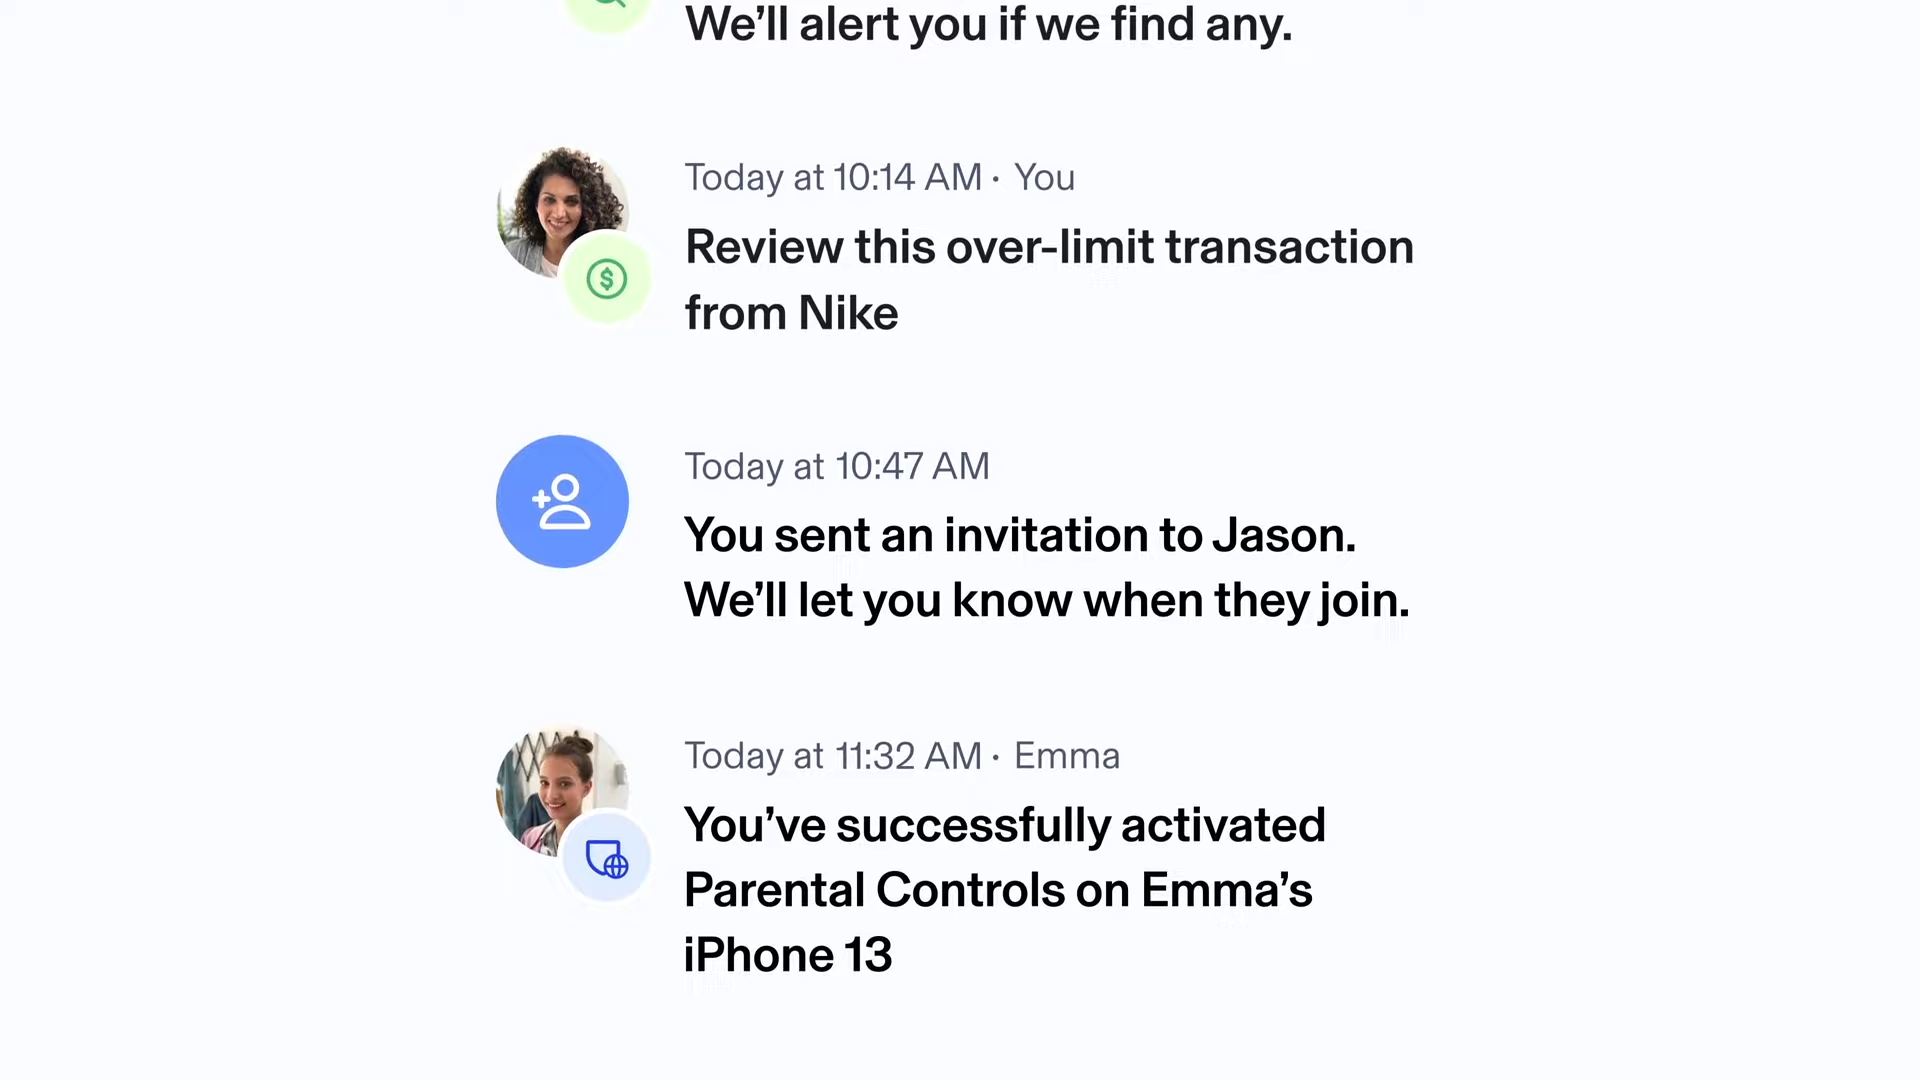 We’ll alert you if we find any.
Today at 10:14 AM · You
Review this over-limit transaction
from Nike
Today at 10:47 AM
You sent an invitation to Jason.
We’ll let you know when they join.
Today at 11:32 AM · Emma
You’ve successfully activated
Parental Controls on Emma’s
iPhone 13